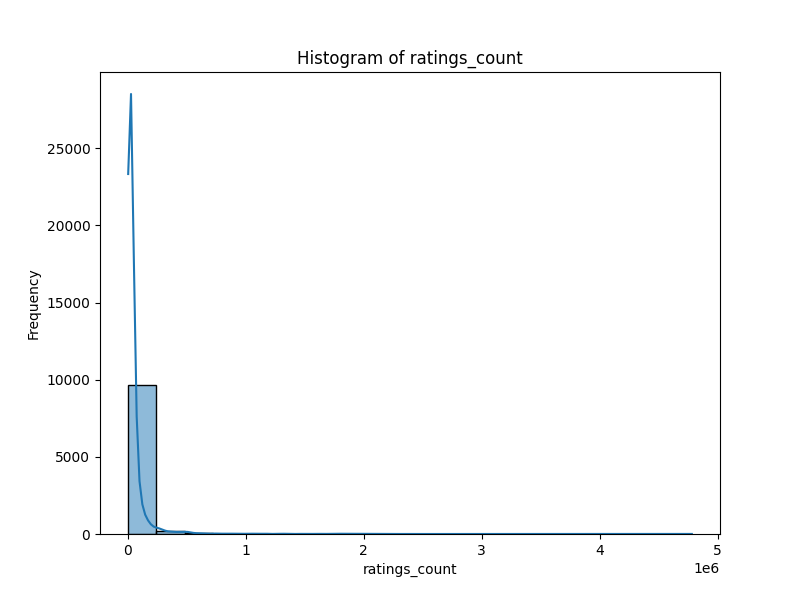 Histogram of ratings_count
Frequency
25000
20000
15000
10000
5000
0
0 1 2 3 4 5
1e6
ratings_count